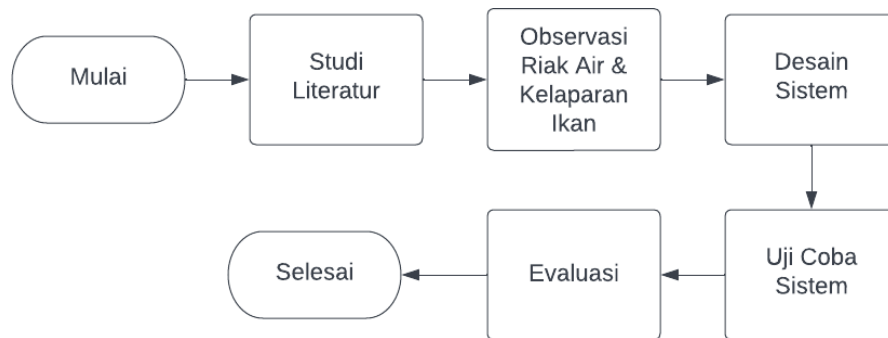 Mulai
Studi
Literatur
Observasi
Riak Air &
Kelaparan
Ikan
Desain
Sistem
Uji Coba
Sistem
Evaluasi
Selesai